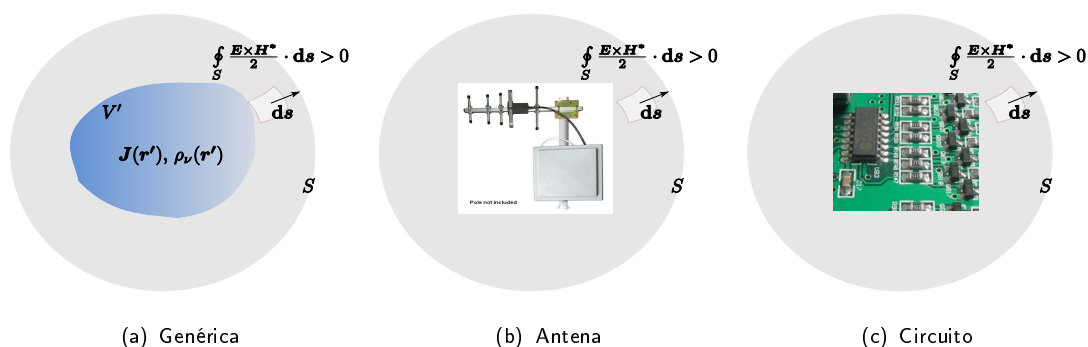 ∮_S (E×H*)/2 · ds > 0
V′
ds
J(r′), ρ_ν(r′)
S
(a) Genérica
∮_S (E×H*)/2 · ds > 0
ds
S
Pole not included
(b) Antena
∮_S (E×H*)/2 · ds > 0
ds
S
(c) Circuito